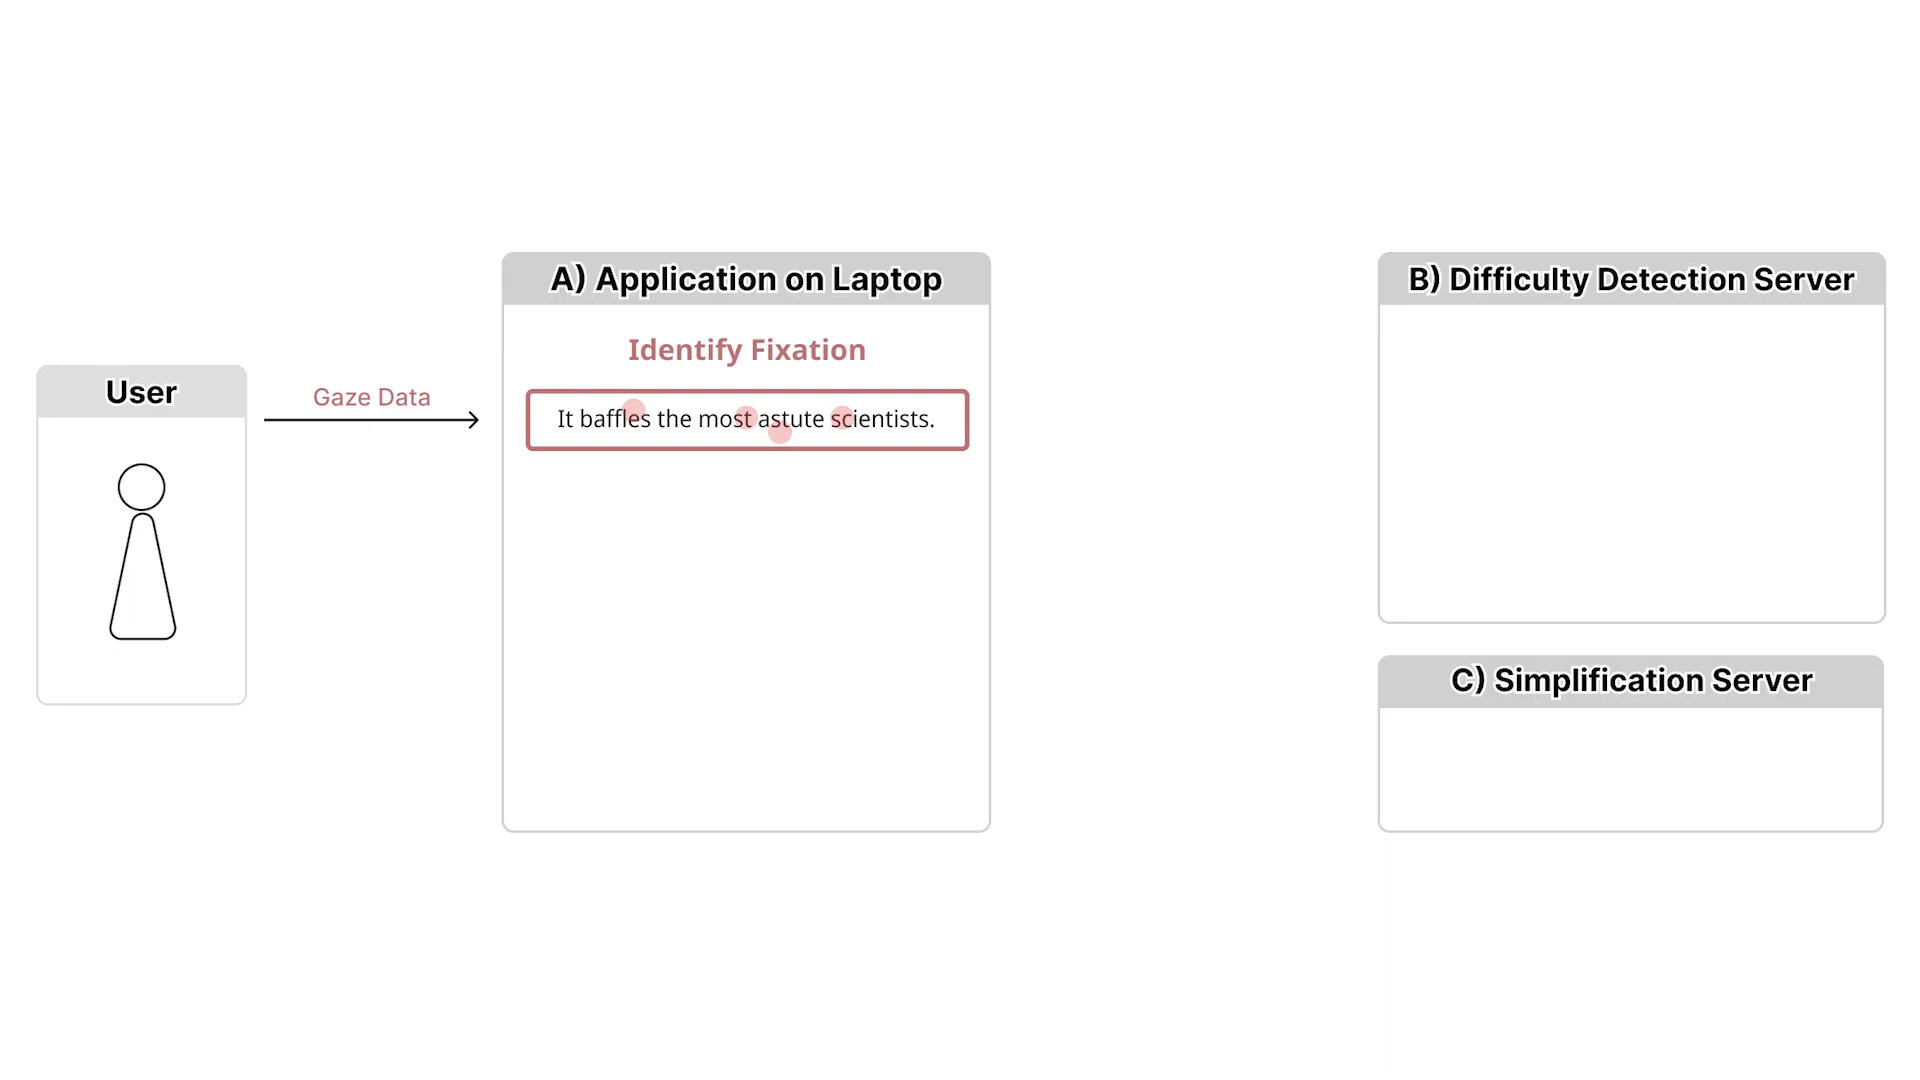 User
Gaze Data
A) Application on Laptop
Identify Fixation
It baffles the most astute scientists.
B) Difficulty Detection Server
C) Simplification Server